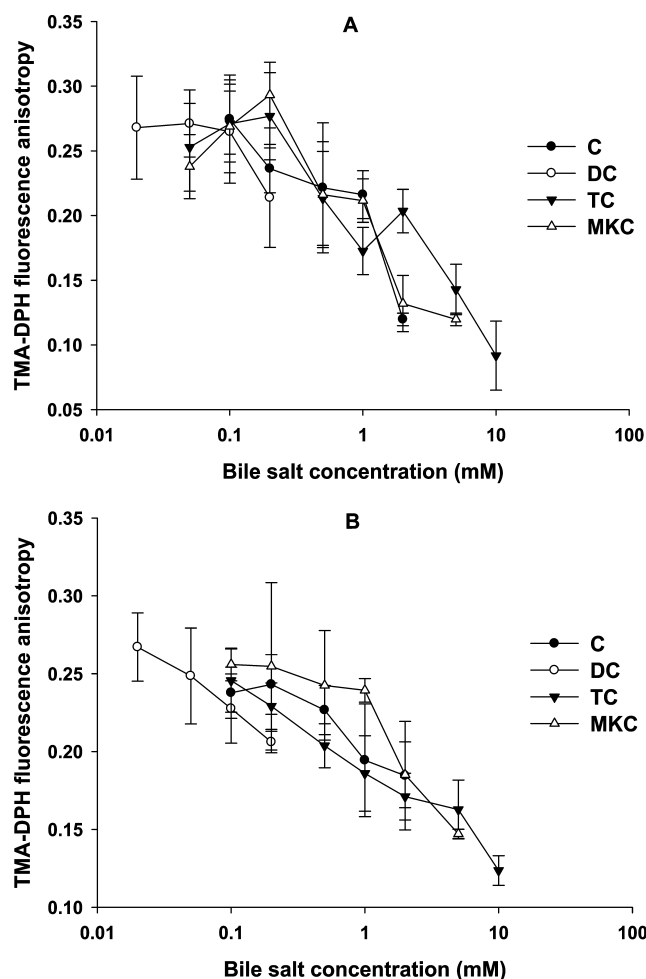 A
0.35
0.30
0.25
0.20
0.15
0.10
0.05
TMA-DPH fluorescence anisotropy
C
DC
TC
MKC
0.01
0.1
1
10
100
Bile salt concentration (mM)
B
0.35
0.30
0.25
0.20
0.15
0.10
TMA-DPH fluorescence anisotropy
C
DC
TC
MKC
0.01
0.1
1
10
100
Bile salt concentration (mM)